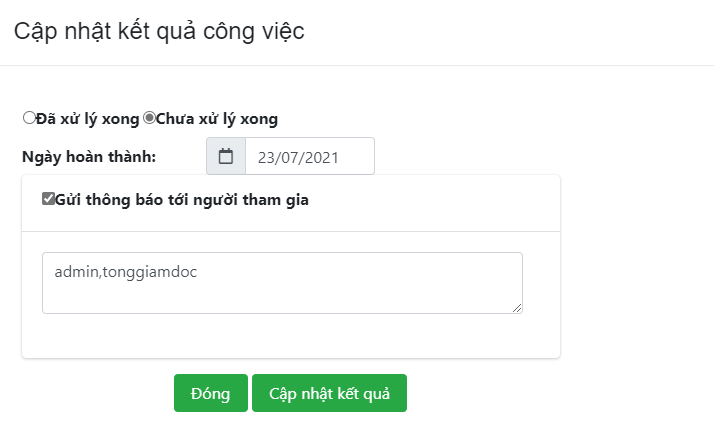 Cập nhật kết quả công việc
Đã xử lý xong Chưa xử lý xong
Ngày hoàn thành: 23/07/2021
Gửi thông báo tới người tham gia
admin,tonggiamdoc
Đóng Cập nhật kết quả